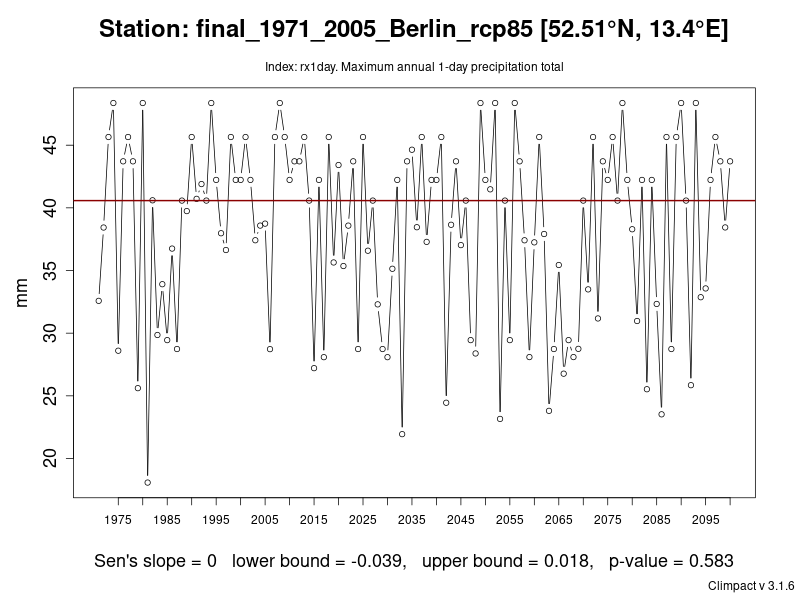 Station: final_1971_2005_Berlin_rcp85 [52.51°N, 13.4°E]
Index: rx1day. Maximum annual 1-day precipitation total
45
40
35
30
25
20
mm
1975 1985 1995 2005 2015 2025 2035 2045 2055 2065 2075 2085 2095
Sen's slope = 0 lower bound = -0.039, upper bound = 0.018, p-value = 0.583
Climpact v 3.1.6